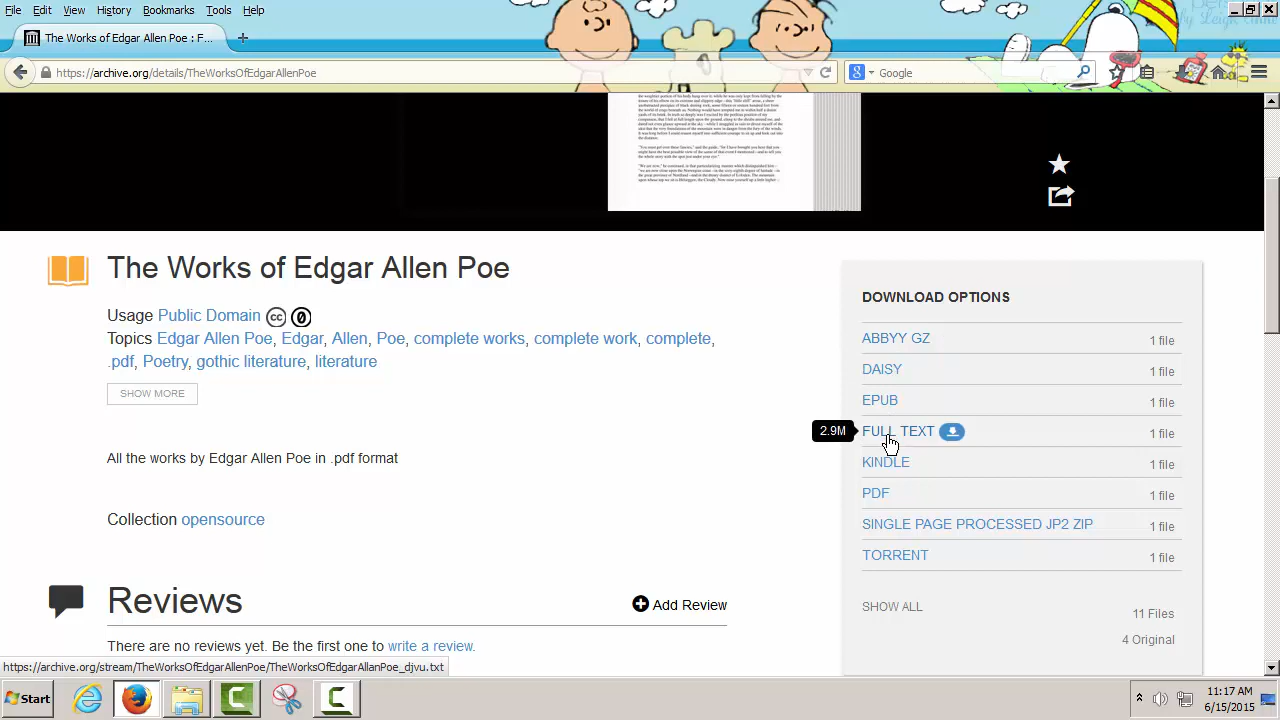 File Edit View History Bookmarks Tools Help
The Works of Edgar Allen Poe : F...
https://archive.org/details/TheWorksOfEdgarAllenPoe
Google
The Works of Edgar Allen Poe
Usage Public Domain
Topics Edgar Allen Poe, Edgar, Allen, Poe, complete works, complete work, complete,
.pdf, Poetry, gothic literature, literature
SHOW MORE
All the works by Edgar Allen Poe in .pdf format
Collection opensource
Reviews
Add Review
There are no reviews yet. Be the first one to write a review.
DOWNLOAD OPTIONS
ABBYY GZ 1 file
DAISY 1 file
EPUB 1 file
2.9M FULL TEXT 1 file
KINDLE 1 file
PDF 1 file
SINGLE PAGE PROCESSED JP2 ZIP 1 file
TORRENT 1 file
SHOW ALL 11 Files
4 Original
https://archive.org/stream/TheWorksOfEdgarAllenPoe/TheWorksOfEdgarAllanPoe_djvu.txt
Start
11:17 AM
6/15/2015